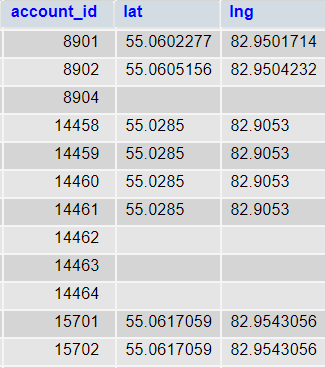 account_id lat lng
8901 55.0602277 82.9501714
8902 55.0605156 82.9504232
8904
14458 55.0285 82.9053
14459 55.0285 82.9053
14460 55.0285 82.9053
14461 55.0285 82.9053
14462
14463
14464
15701 55.0617059 82.9543056
15702 55.0617059 82.9543056